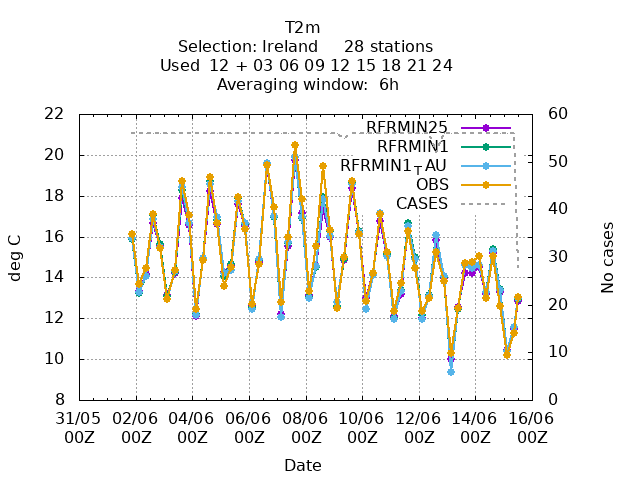 T2m
Selection: Ireland 28 stations
Used 12 + 03 06 09 12 15 18 21 24
Averaging window: 6h
22
20
18
16
14
12
10
8
deg C
60
50
40
30
20
10
0
No cases
RFRMIN25
RFRMIN1
RFRMIN1TAU
OBS
CASES
31/05 02/06 04/06 06/06 08/06 10/06 12/06 14/06 16/06
00Z 00Z 00Z 00Z 00Z 00Z 00Z 00Z 00Z
Date